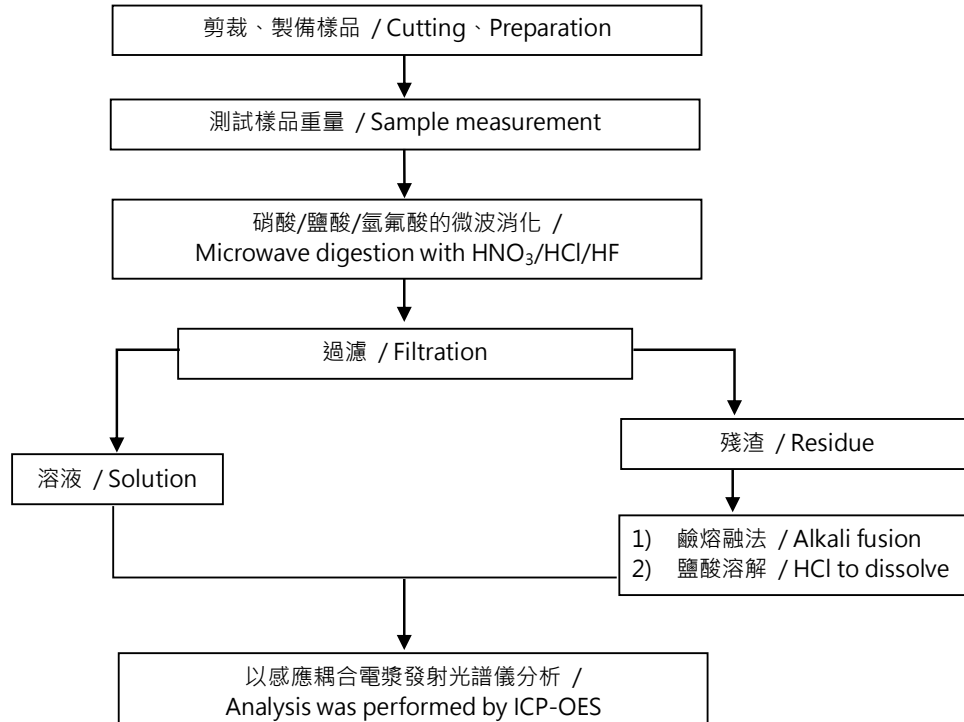 剪裁、製備樣品 / Cutting、Preparation
測試樣品重量 / Sample measurement
硝酸/鹽酸/氫氟酸的微波消化 /
Microwave digestion with HNO₃/HCl/HF
過濾 / Filtration
溶液 / Solution
殘渣 / Residue
1) 鹼熔融法 / Alkali fusion
2) 鹽酸溶解 / HCl to dissolve
以感應耦合電漿發射光譜儀分析 /
Analysis was performed by ICP-OES